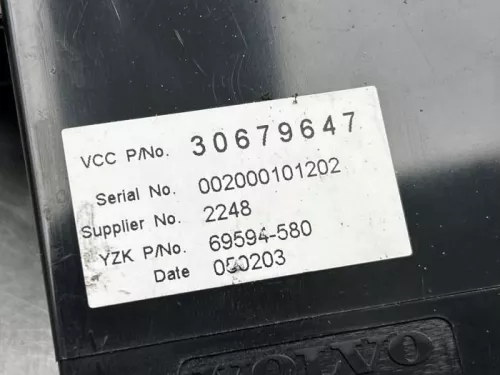 VCC P/No. 30679647
Serial No. 002000101202
Supplier No. 2248
YZK P/No. 69594-580
Date 050203
VOLVO